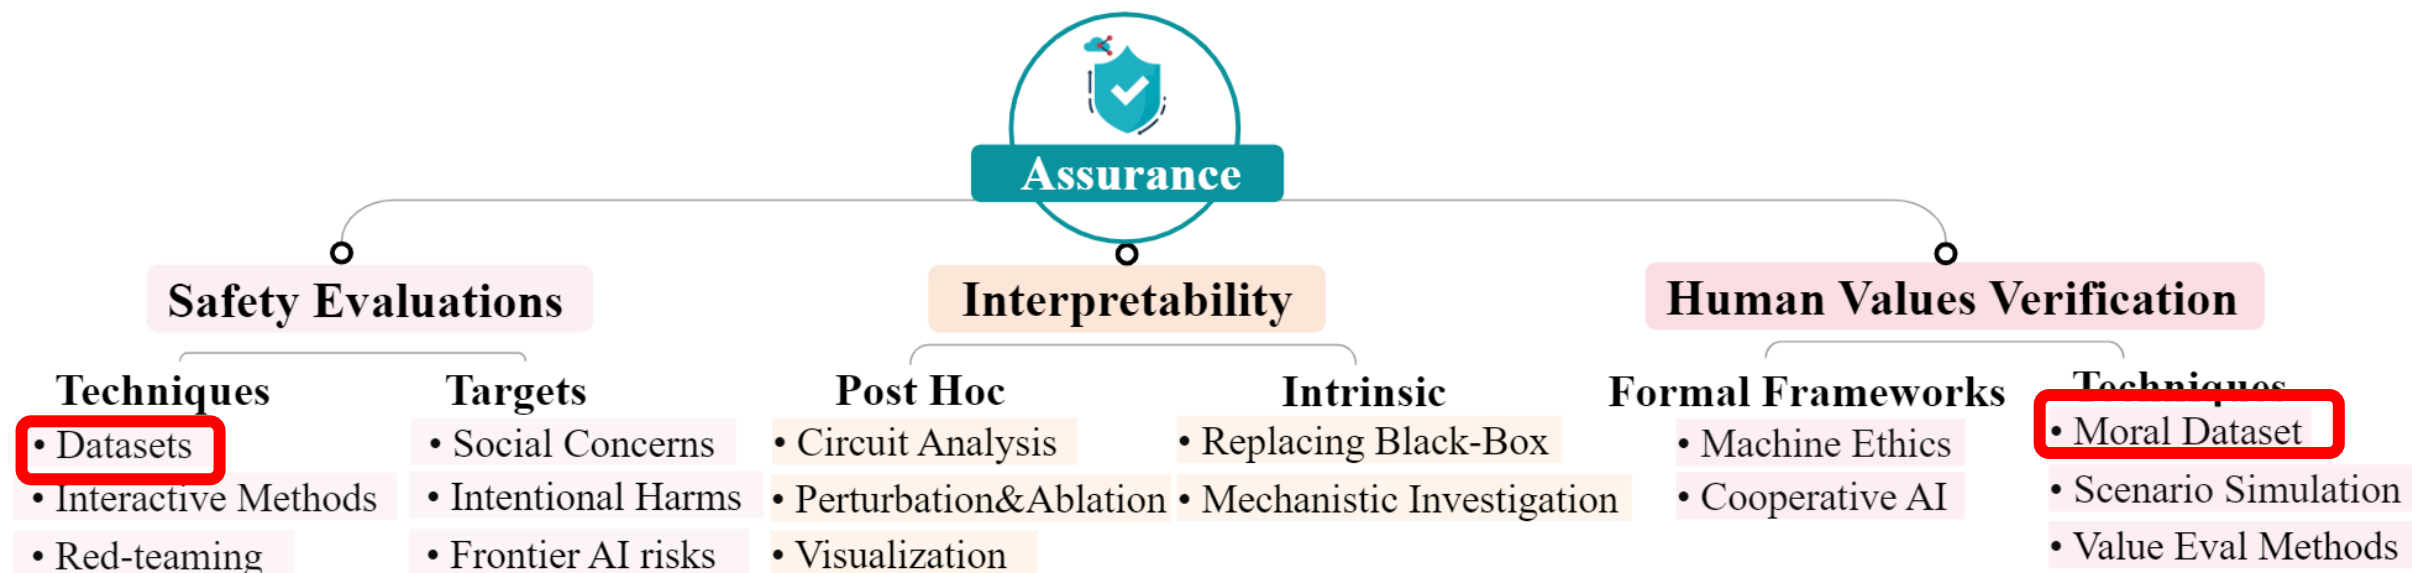 Assurance
Safety Evaluations
Techniques
• Datasets
• Interactive Methods
• Red-teaming
Targets
• Social Concerns
• Intentional Harms
• Frontier AI risks
Interpretability
Post Hoc
• Circuit Analysis
• Perturbation&Ablation
• Visualization
Intrinsic
• Replacing Black-Box
• Mechanistic Investigation
Human Values Verification
Formal Frameworks
• Machine Ethics
• Cooperative AI
Techniques
• Moral Dataset
• Scenario Simulation
• Value Eval Methods